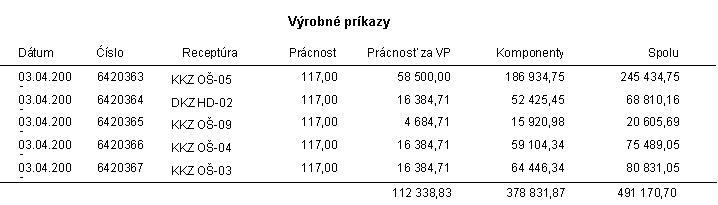 Výrobné príkazy
Dátum Číslo Receptúra Prácnost Prácnosť za VP Komponenty Spolu
03.04.200 6420363 KKZ OŠ-05 117,00 58 500,00 186 934,75 245 434,75
03.04.200 6420364 DKZ HD-02 117,00 16 384,71 52 425,45 68 810,16
03.04.200 6420365 KKZ OŠ-09 117,00 4 684,71 15 920,98 20 605,69
03.04.200 6420366 KKZ OŠ-04 117,00 16 384,71 59 104,34 75 489,05
03.04.200 6420367 KKZ OŠ-03 117,00 16 384,71 64 446,34 80 831,05
112 338,83 378 831,87 491 170,70